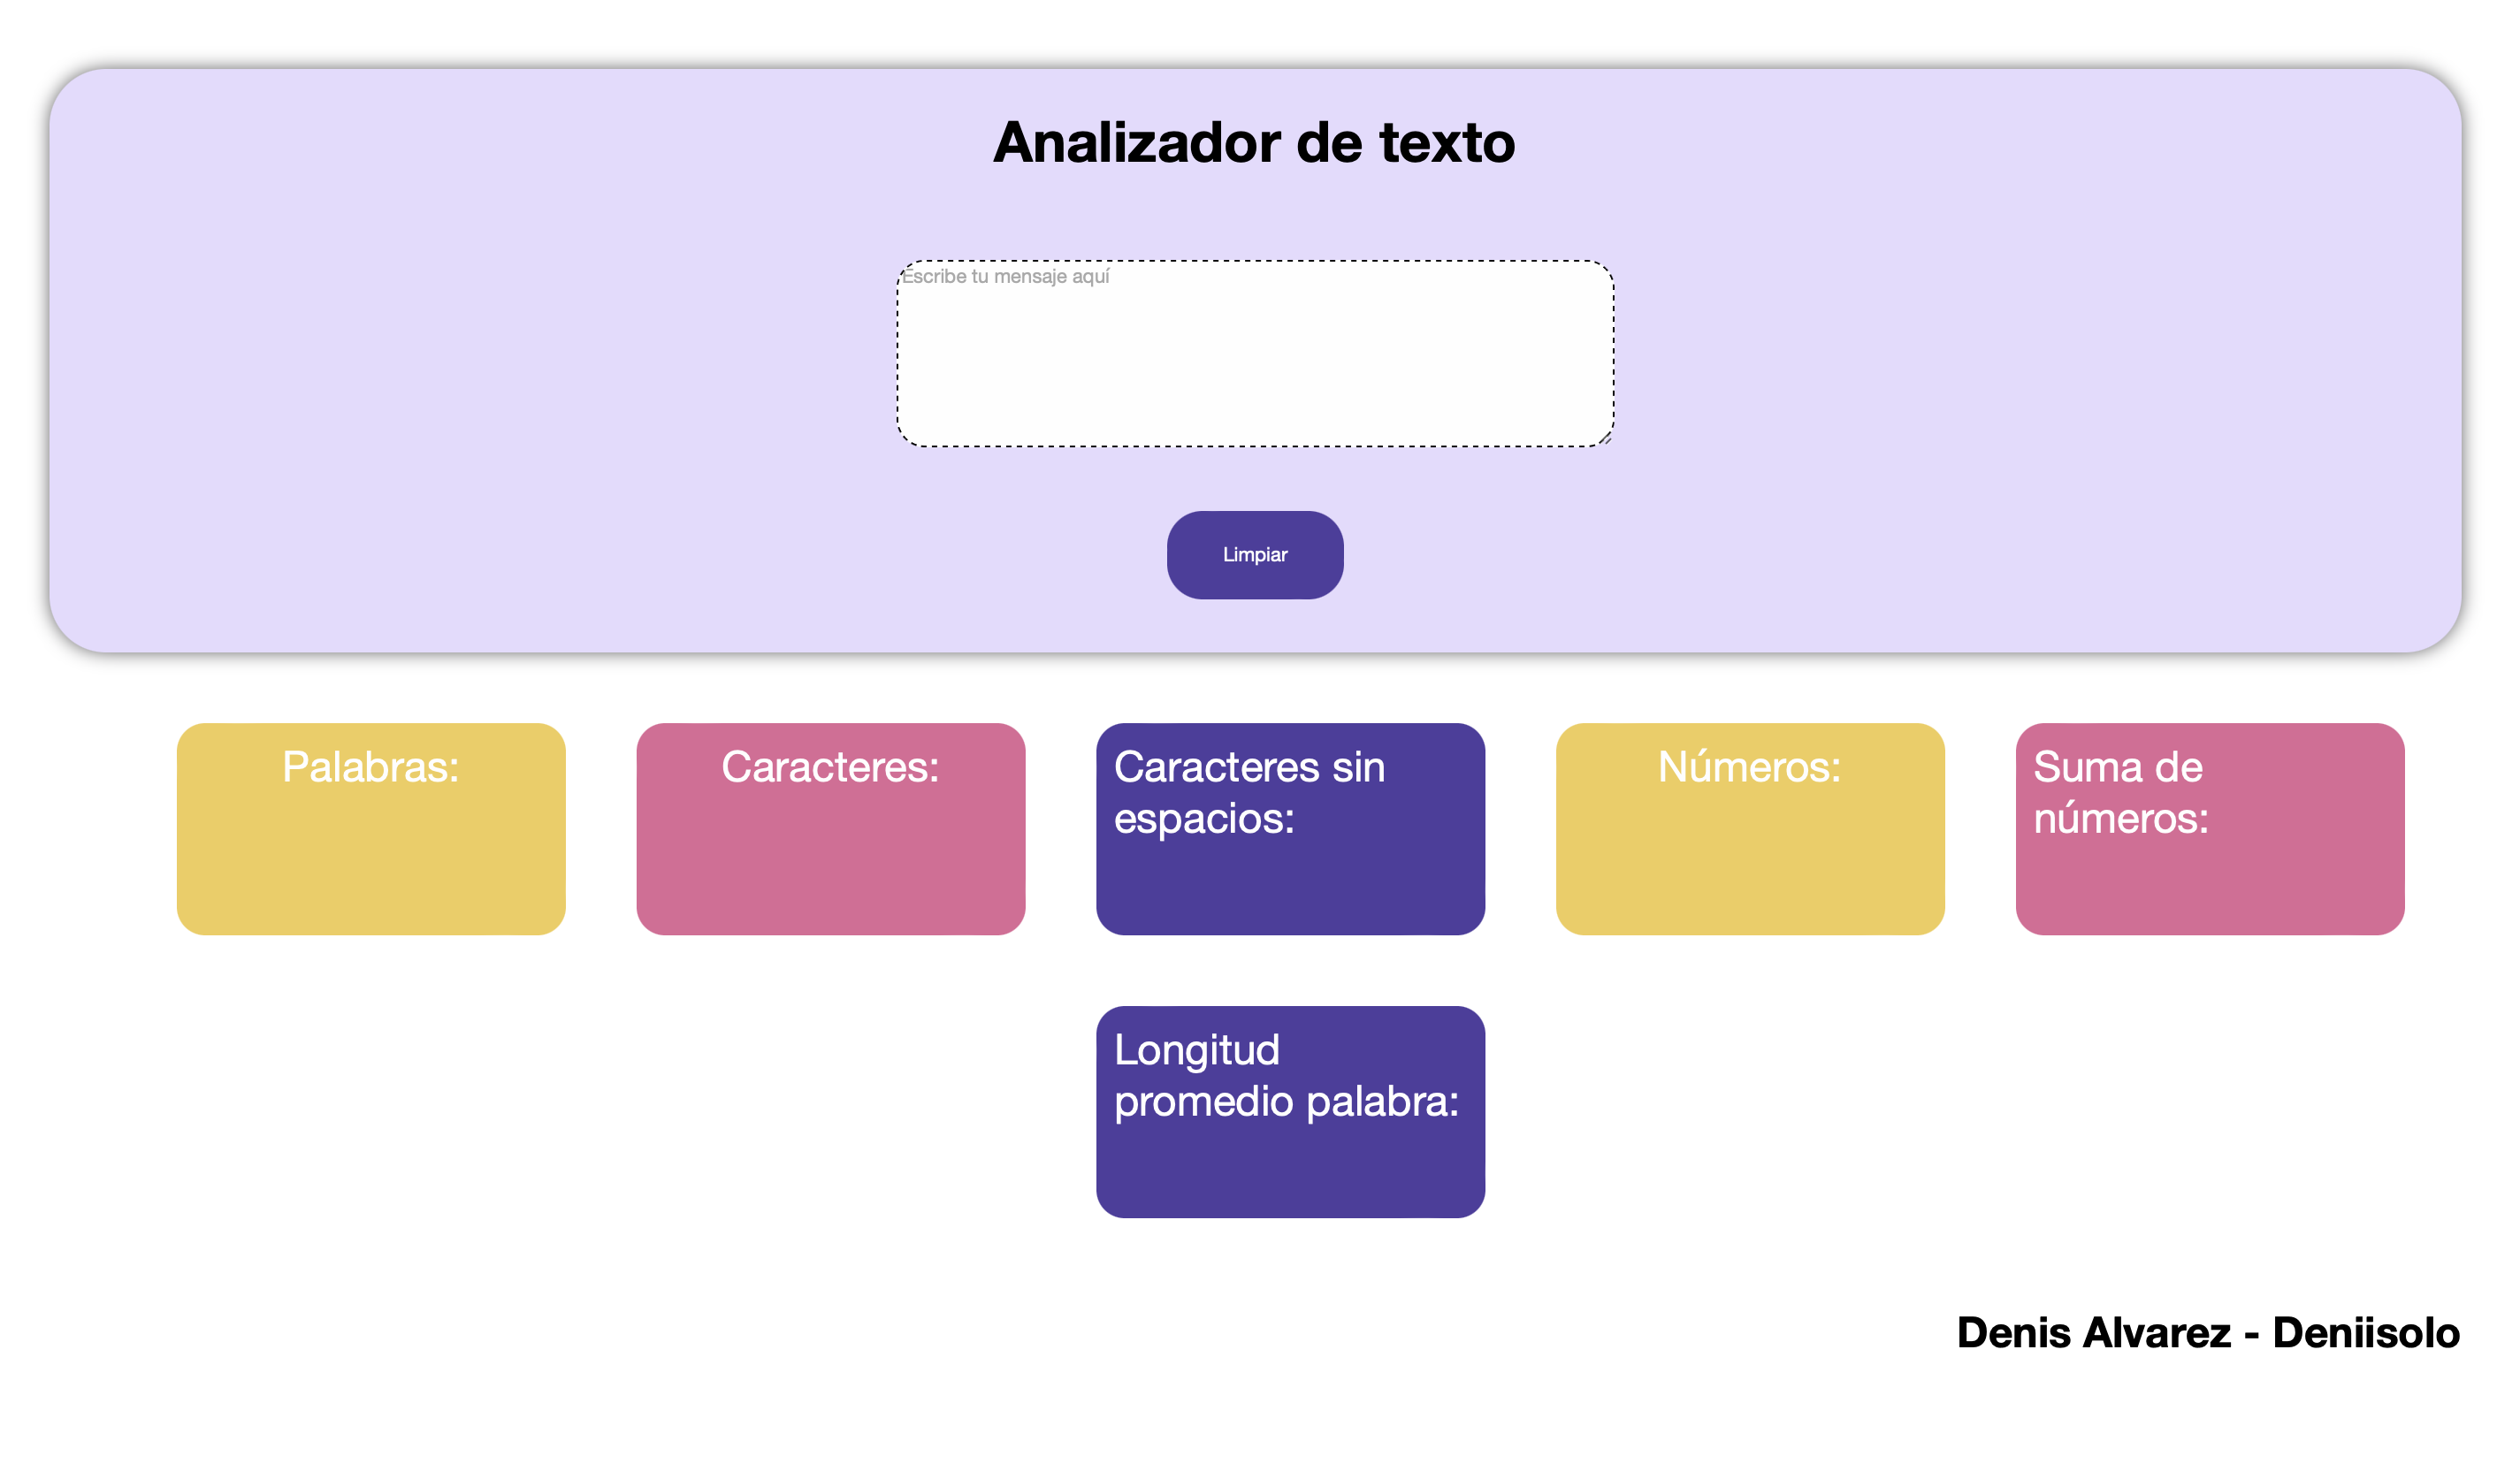 Analizador de texto
Escribe tu mensaje aquí
Limpiar
Palabras:
Caracteres:
Caracteres sin
espacios:
Números:
Suma de
números:
Longitud
promedio palabra:
Denis Alvarez - Deniisolo